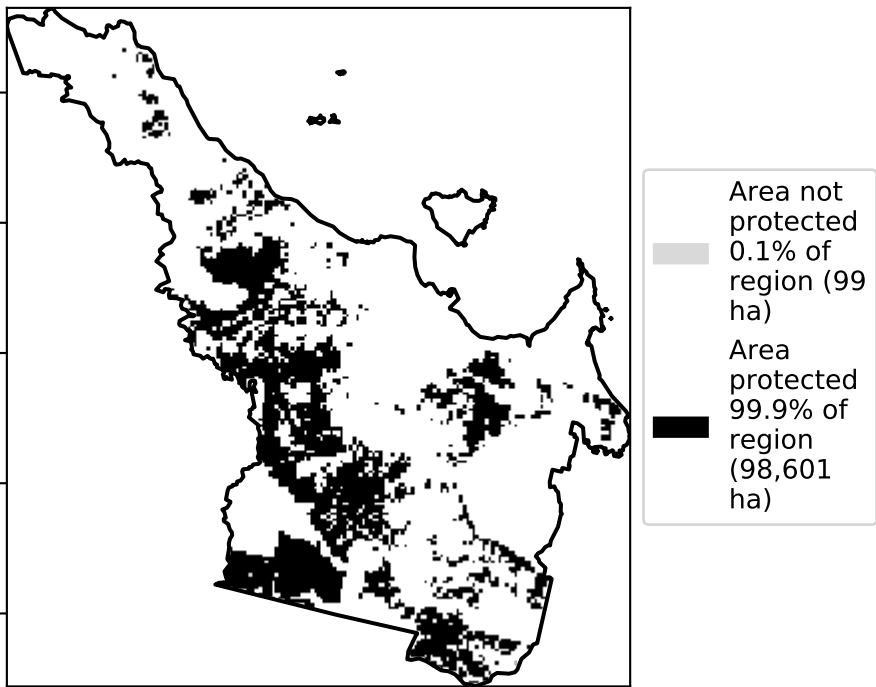 Area not
protected
0.1% of
region (99
ha)
Area
protected
99.9% of
region
(98,601
ha)